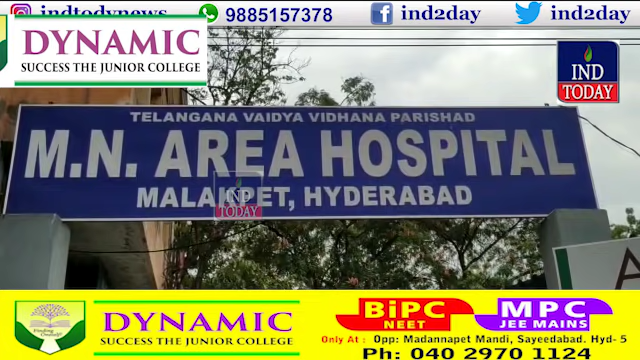 indtodynews 9885157378 ind2day ind2day
DYNAMIC
SUCCESS THE JUNIOR COLLEGE
IND
TODAY
TELANGANA VAIDYA VIDHANA PARISHAD
M.N. AREA HOSPITAL
MALAKPET, HYDERABAD
IND
TODAY
A
DYNAMIC
SUCCESS THE JUNIOR COLLEGE
BiPC
NEET
MPC
JEE MAINS
Only At : Opp: Madannapet Mandi, Sayeedabad. Hyd- 5
Ph: 040 2970 1124